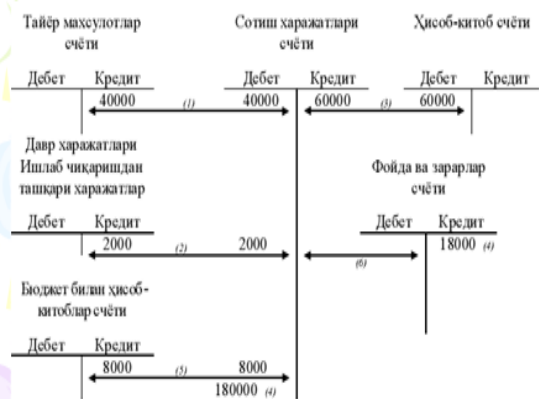 Тайёр махсулотлар
счёти
Сотиш харажатлари
счёти
Ҳисоб-китоб счёти
Дебет Кредит
Дебет Кредит
Дебет Кредит
40000 (1) 40000 60000 (3) 60000
Давр харажатлари
Ишлаб чиқаришдан
ташқари харажатлар
Фойда ва зарарлар
счёти
Дебет Кредит
Дебет Кредит
2000 (2) 2000
18000 (4)
(6)
Бюджет билан ҳисоб-
китоблар счёти
Дебет Кредит
8000 (5) 8000
180000 (4)